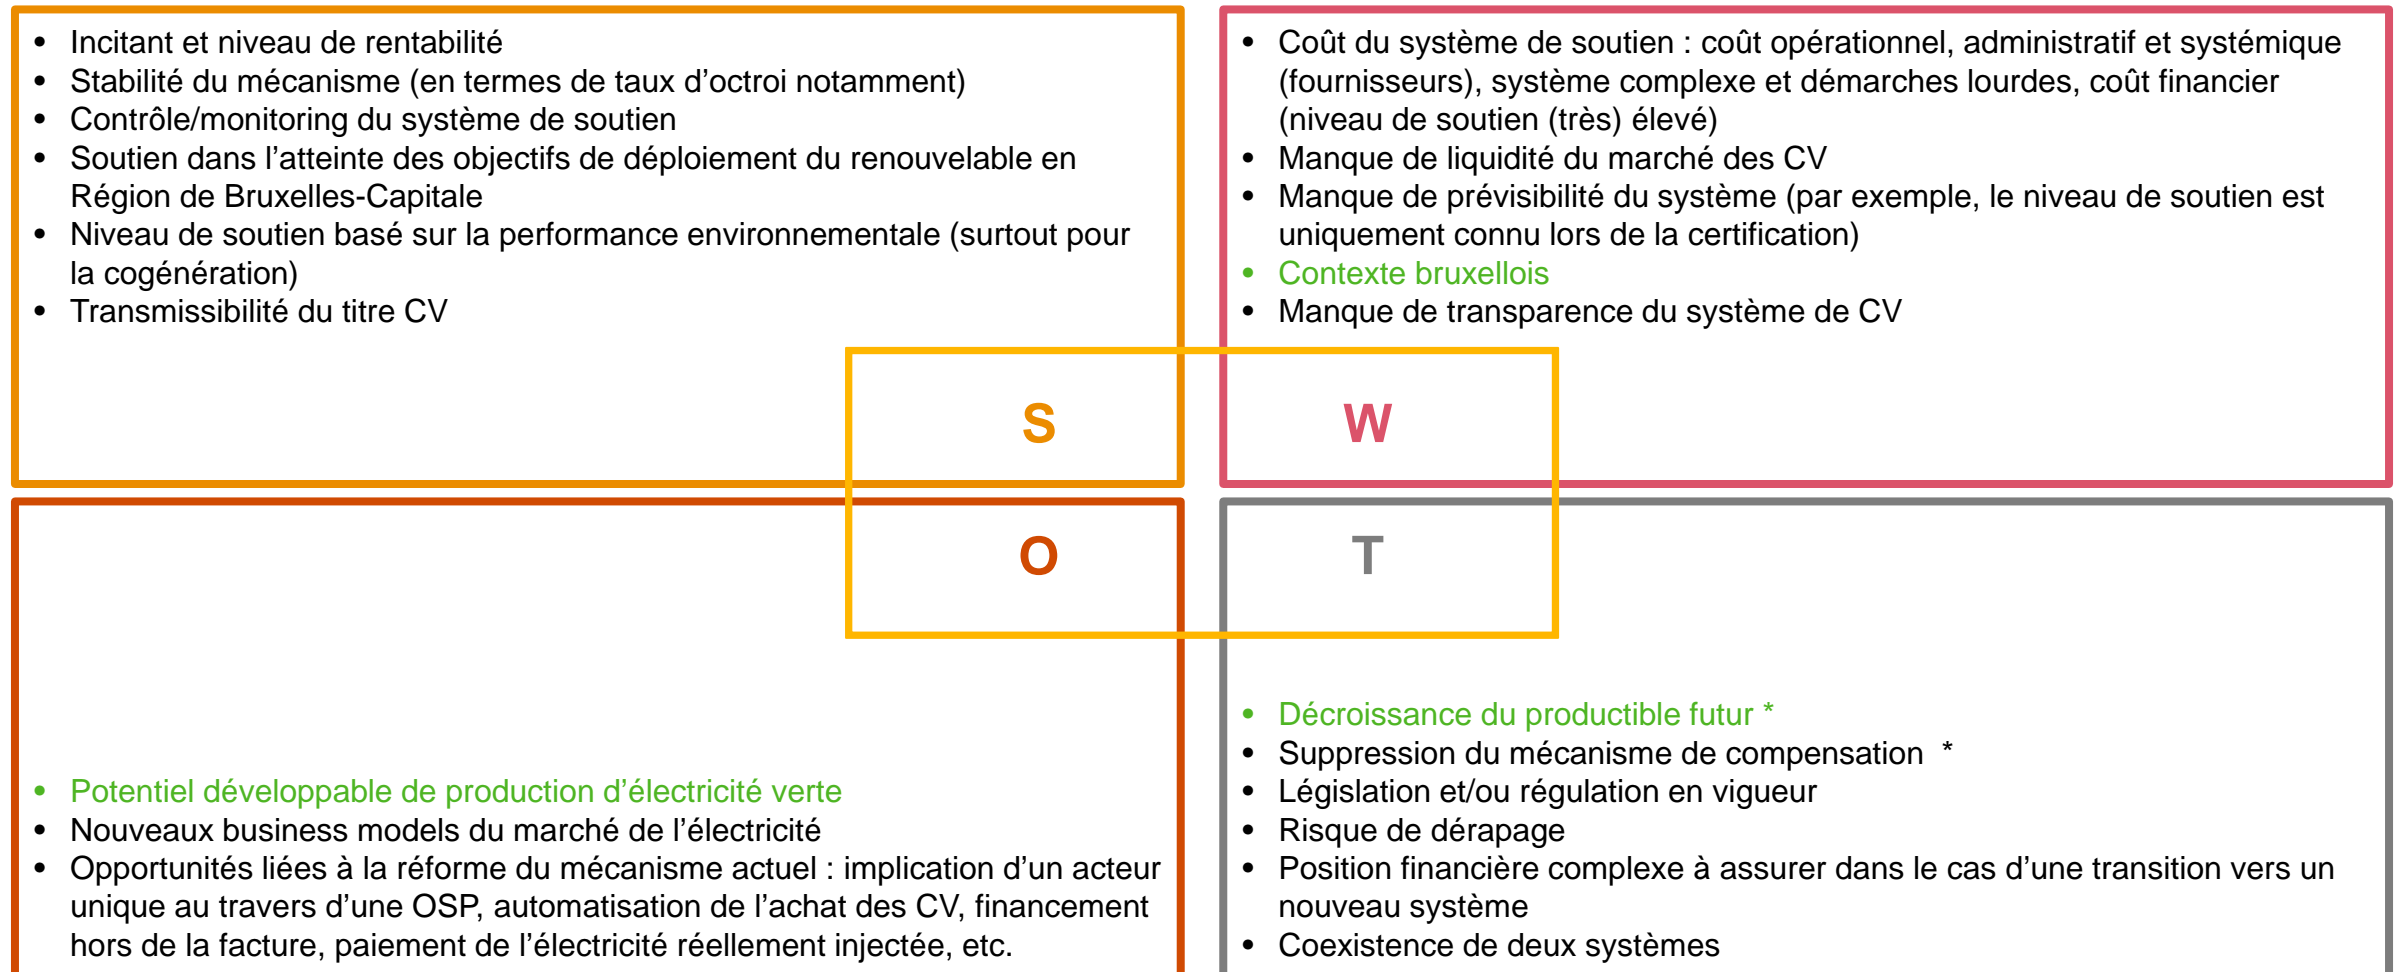 • Incitant et niveau de rentabilité
• Stabilité du mécanisme (en termes de taux d’octroi notamment)
• Contrôle/monitoring du système de soutien
• Soutien dans l’atteinte des objectifs de déploiement du renouvelable en
Région de Bruxelles-Capitale
• Niveau de soutien basé sur la performance environnementale (surtout pour
la cogénération)
• Transmissibilité du titre CV
S
• Coût du système de soutien : coût opérationnel, administratif et systémique
(fournisseurs), système complexe et démarches lourdes, coût financier
(niveau de soutien (très) élevé)
• Manque de liquidité du marché des CV
• Manque de prévisibilité du système (par exemple, le niveau de soutien est
uniquement connu lors de la certification)
• Contexte bruxellois
• Manque de transparence du système de CV
W
O
• Potentiel développable de production d’électricité verte
• Nouveaux business models du marché de l’électricité
• Opportunités liées à la réforme du mécanisme actuel : implication d’un acteur
unique au travers d’une OSP, automatisation de l’achat des CV, financement
hors de la facture, paiement de l’électricité réellement injectée, etc.
T
• Décroissance du productible futur *
• Suppression du mécanisme de compensation *
• Législation et/ou régulation en vigueur
• Risque de dérapage
• Position financière complexe à assurer dans le cas d’une transition vers un
nouveau système
• Coexistence de deux systèmes